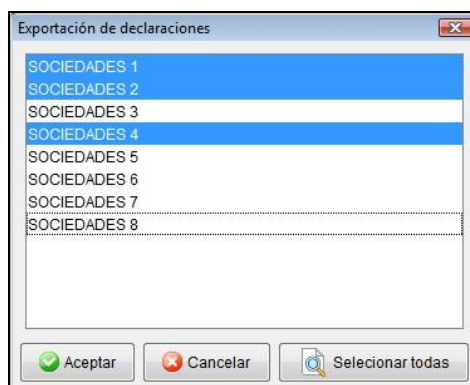 Exportación de declaraciones
SOCIEDADES 1
SOCIEDADES 2
SOCIEDADES 3
SOCIEDADES 4
SOCIEDADES 5
SOCIEDADES 6
SOCIEDADES 7
SOCIEDADES 8
Aceptar
Cancelar
Selecionar todas